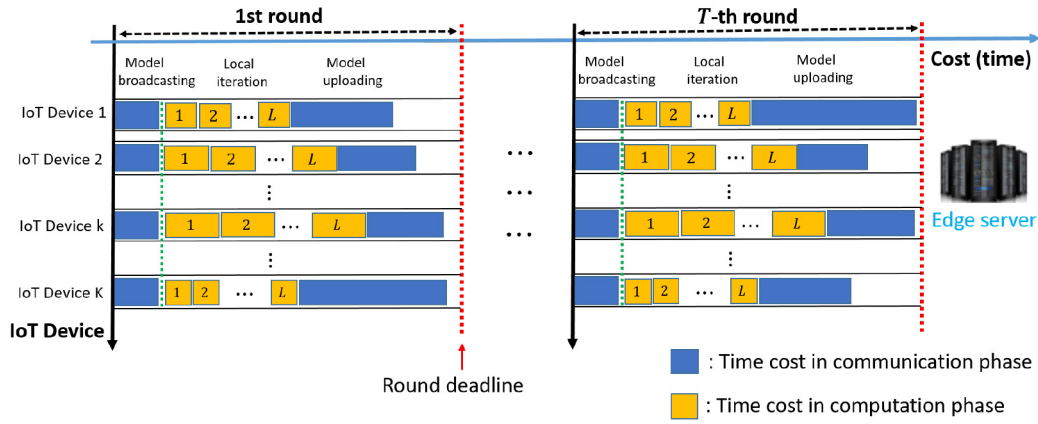 1st round
T-th round
Cost (time)
Model broadcasting
Local iteration
Model uploading
Model broadcasting
Local iteration
Model uploading
IoT Device 1
1 2 ... L
1 2 ... L
IoT Device 2
1 2 ... L
...
1 2 ... L
⋮
...
⋮
IoT Device k
1 2 ... L
...
1 2 ... L
Edge server
⋮
⋮
IoT Device K
1 2 ... L
1 2 ... L
IoT Device
Round deadline
: Time cost in communication phase
: Time cost in computation phase